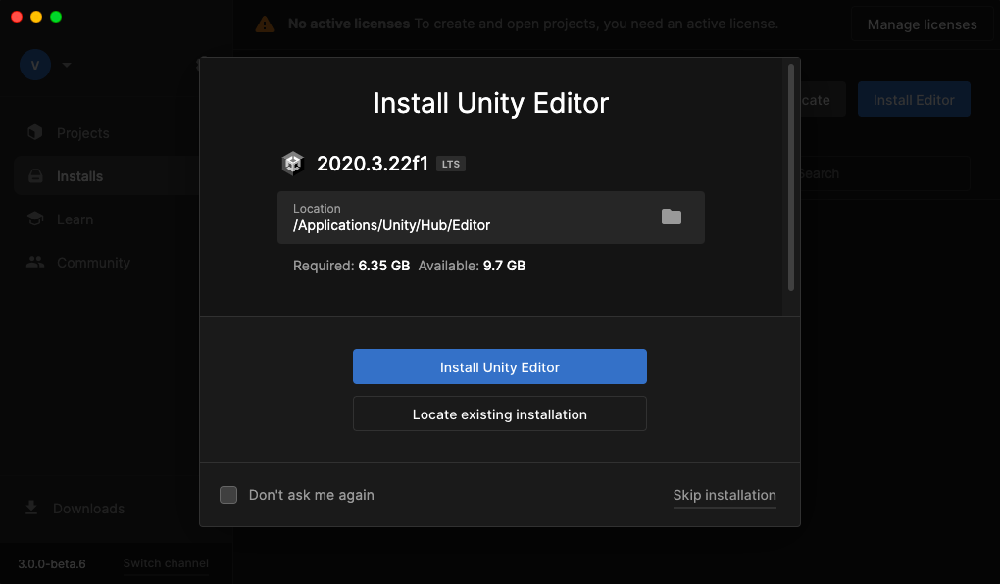 No active licenses To create and open projects, you need an active license.
Manage licenses
V
Install Editor
Projects
Installs
Learn
Community
Search
Install Unity Editor
2020.3.22f1 LTS
Location
/Applications/Unity/Hub/Editor
Required: 6.35 GB Available: 9.7 GB
Install Unity Editor
Locate existing installation
Don't ask me again
Skip installation
Downloads
3.0.0-beta.6 Switch channel